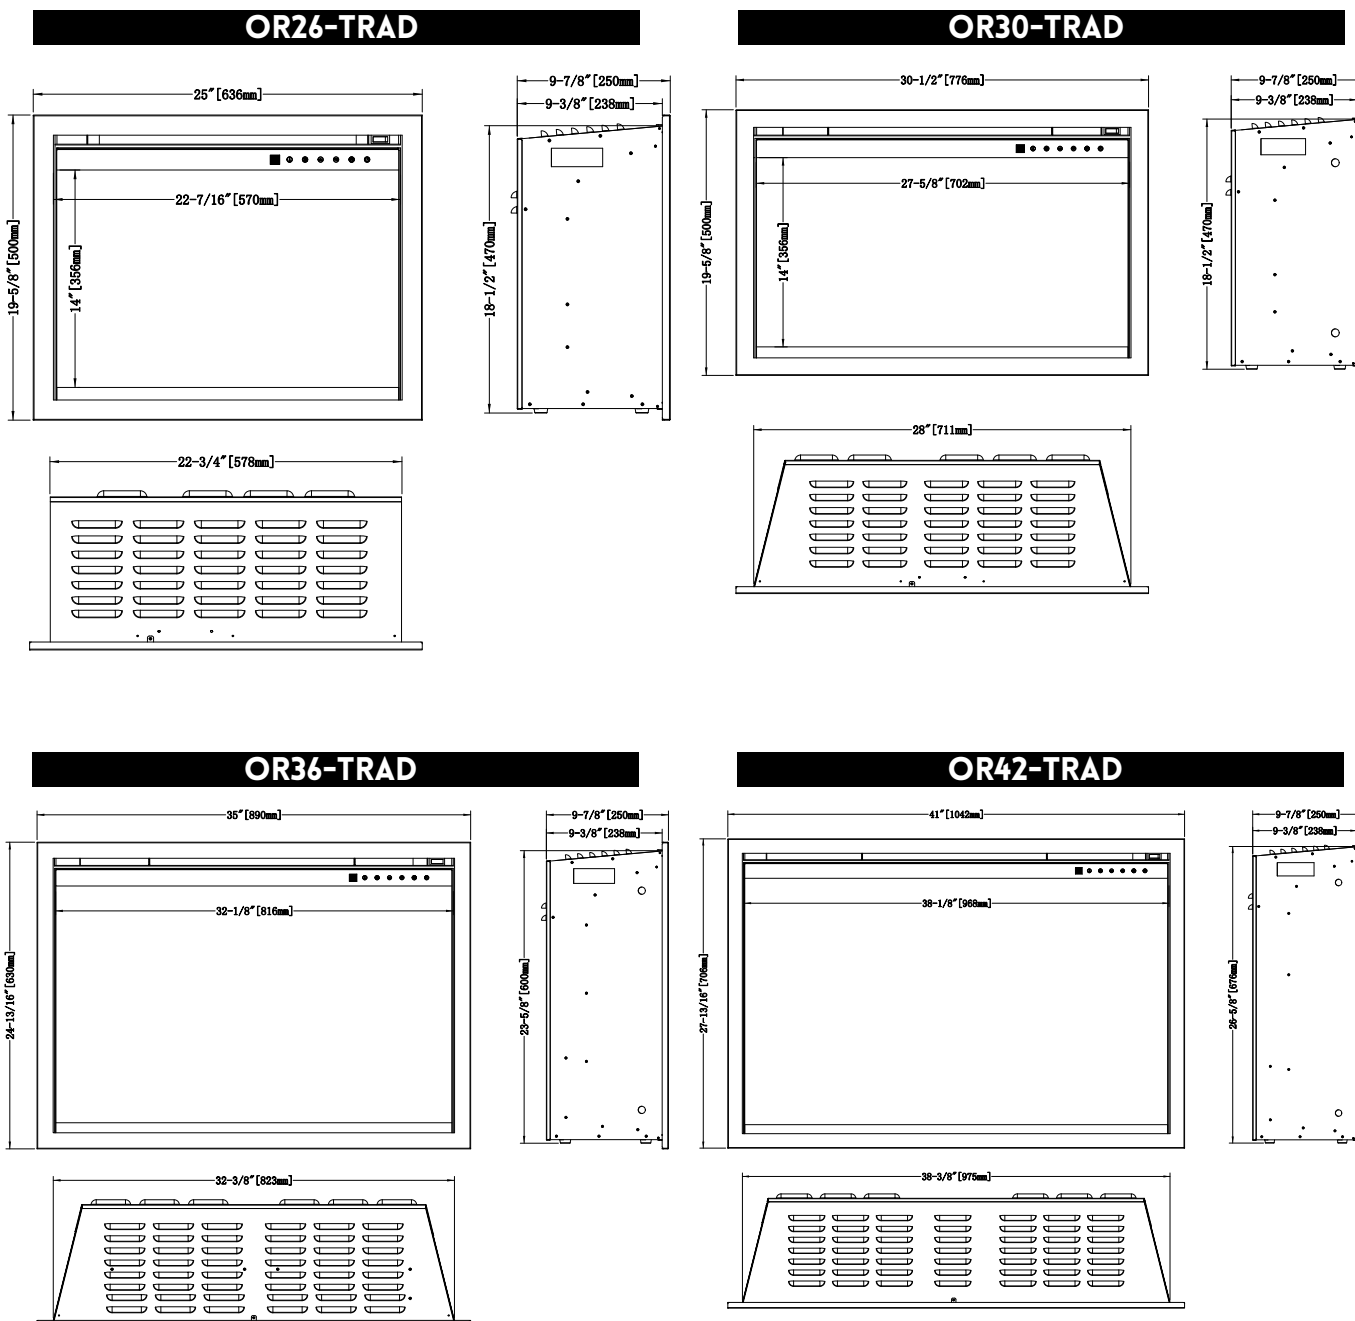 OR26-TRAD
25″[636mm]
9-7/8″[250mm]
9-3/8″[238mm]
22-7/16″[570mm]
14″[356mm]
19-5/8″[500mm]
18-1/2″[470mm]
22-3/4″[578mm]
OR30-TRAD
30-1/2″[776mm]
9-7/8″[250mm]
9-3/8″[238mm]
27-5/8″[702mm]
14″[356mm]
19-5/8″[500mm]
18-1/2″[470mm]
28″[711mm]
OR36-TRAD
35″[890mm]
9-7/8″[250mm]
9-3/8″[238mm]
32-1/8″[816mm]
24-13/16″[630mm]
23-5/8″[600mm]
32-3/8″[823mm]
OR42-TRAD
41″[1042mm]
9-7/8″[250mm]
9-3/8″[238mm]
38-1/8″[968mm]
27-13/16″[706mm]
26-5/8″[676mm]
38-3/8″[975mm]